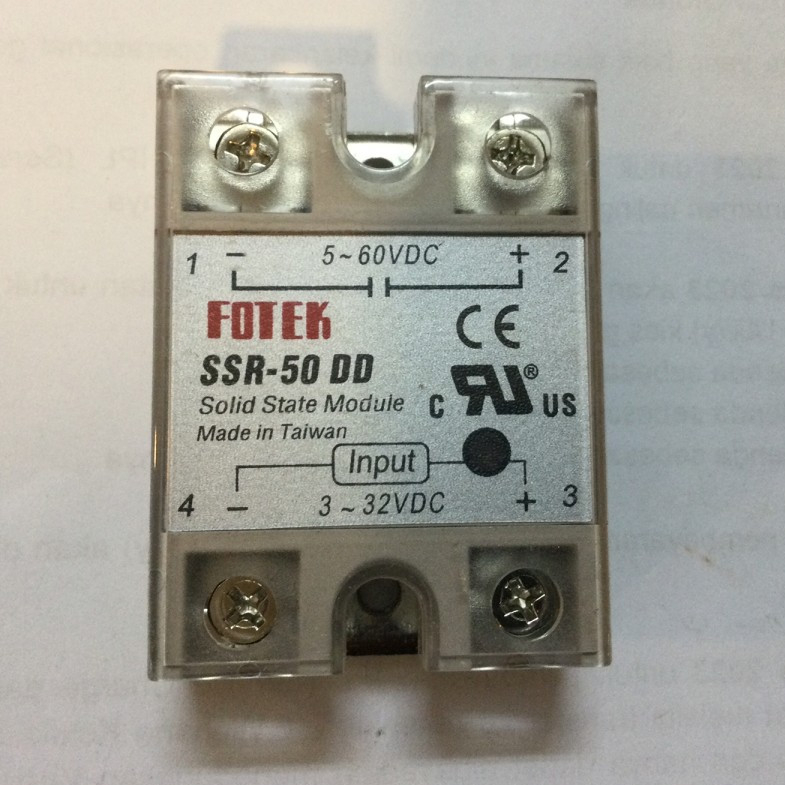 1 − 5~60VDC + 2
FOTEK
CE
SSR-50 DD
Solid State Module
C RU® US
Made in Taiwan
Input
4 − 3~32VDC + 3